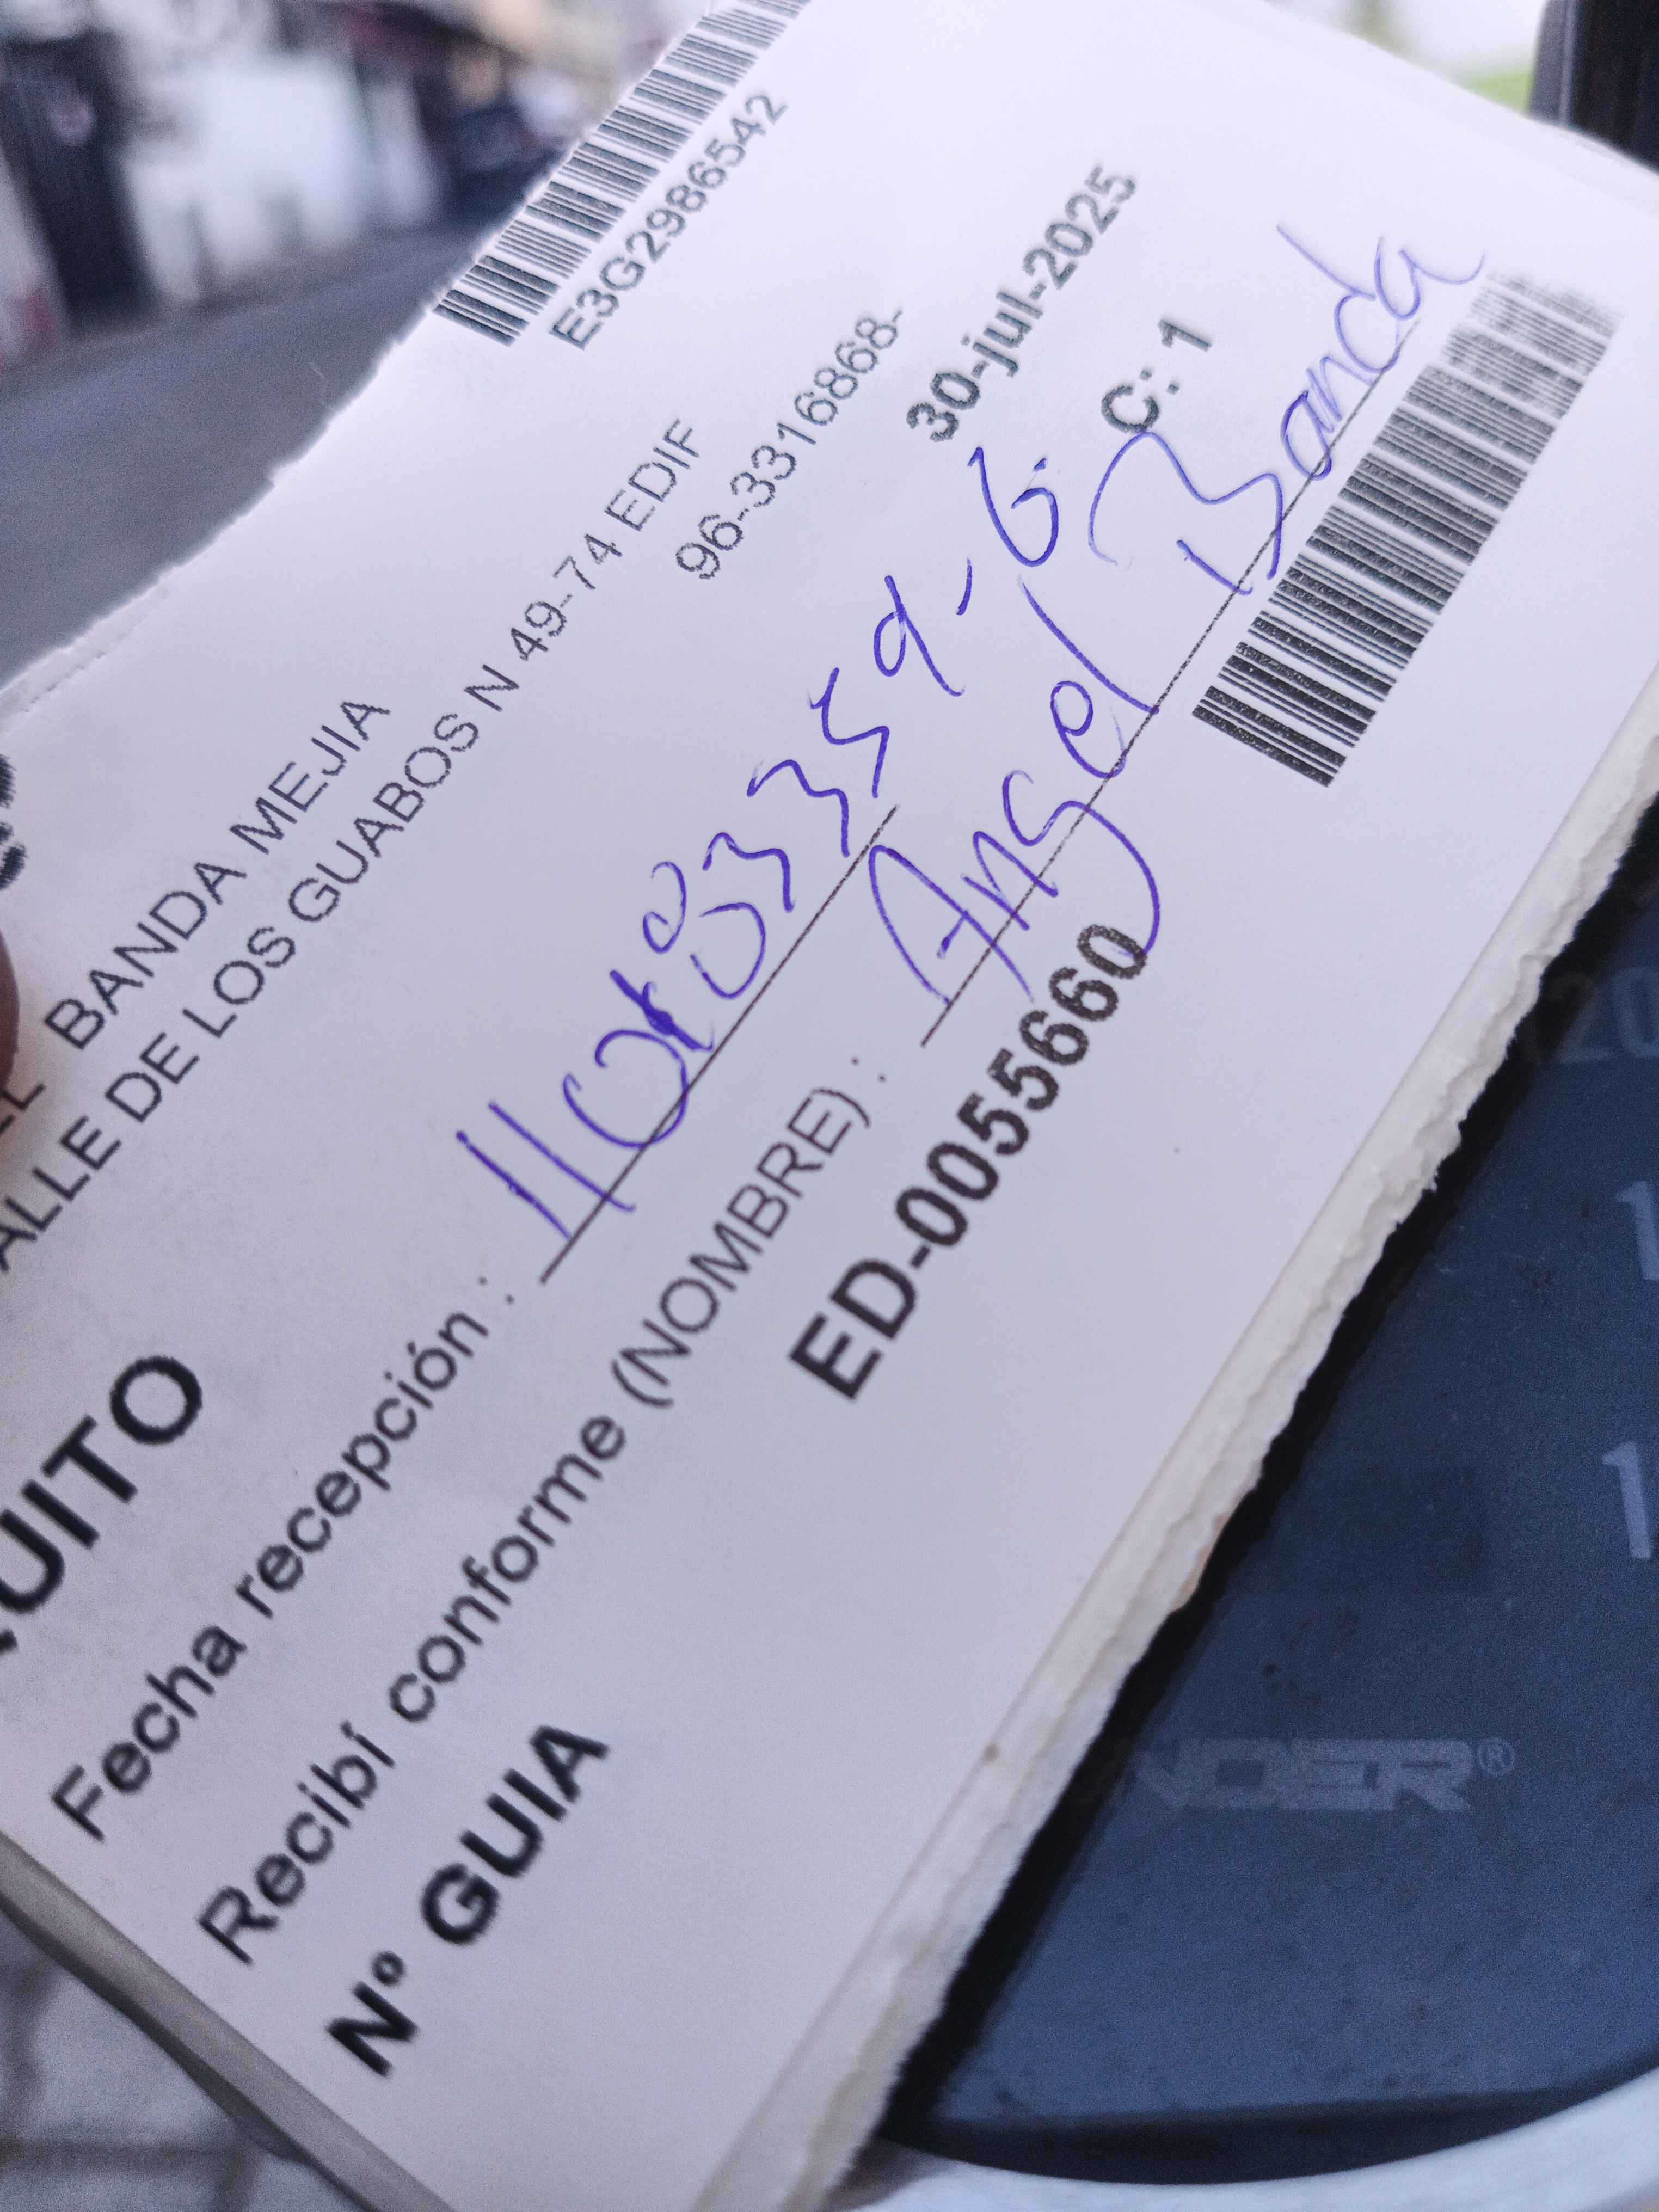 E3G2986542
BANDA MEJIA
ALLE DE LOS GUABOS N 49-74 EDIF
96-3316868-
UITO
30-jul-2025
Fecha recepción :
C: 1
Recibí conforme (NOMBRE) : Angel Banda
Nº GUIA ED-0055660
NDER®